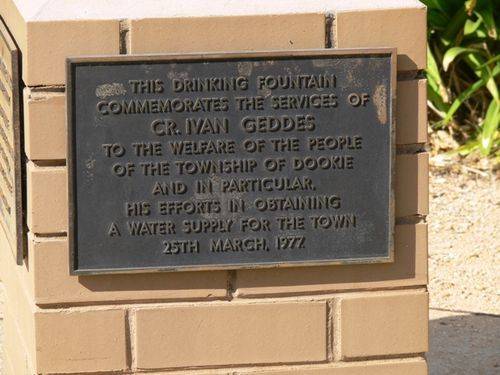 THIS DRINKING FOUNTAIN
COMMEMORATES THE SERVICES OF
CR. IVAN GEDDES
TO THE WELFARE OF THE PEOPLE
OF THE TOWNSHIP OF DOOKIE
AND IN PARTICULAR,
HIS EFFORTS IN OBTAINING
A WATER SUPPLY FOR THE TOWN
25TH MARCH, 1977.